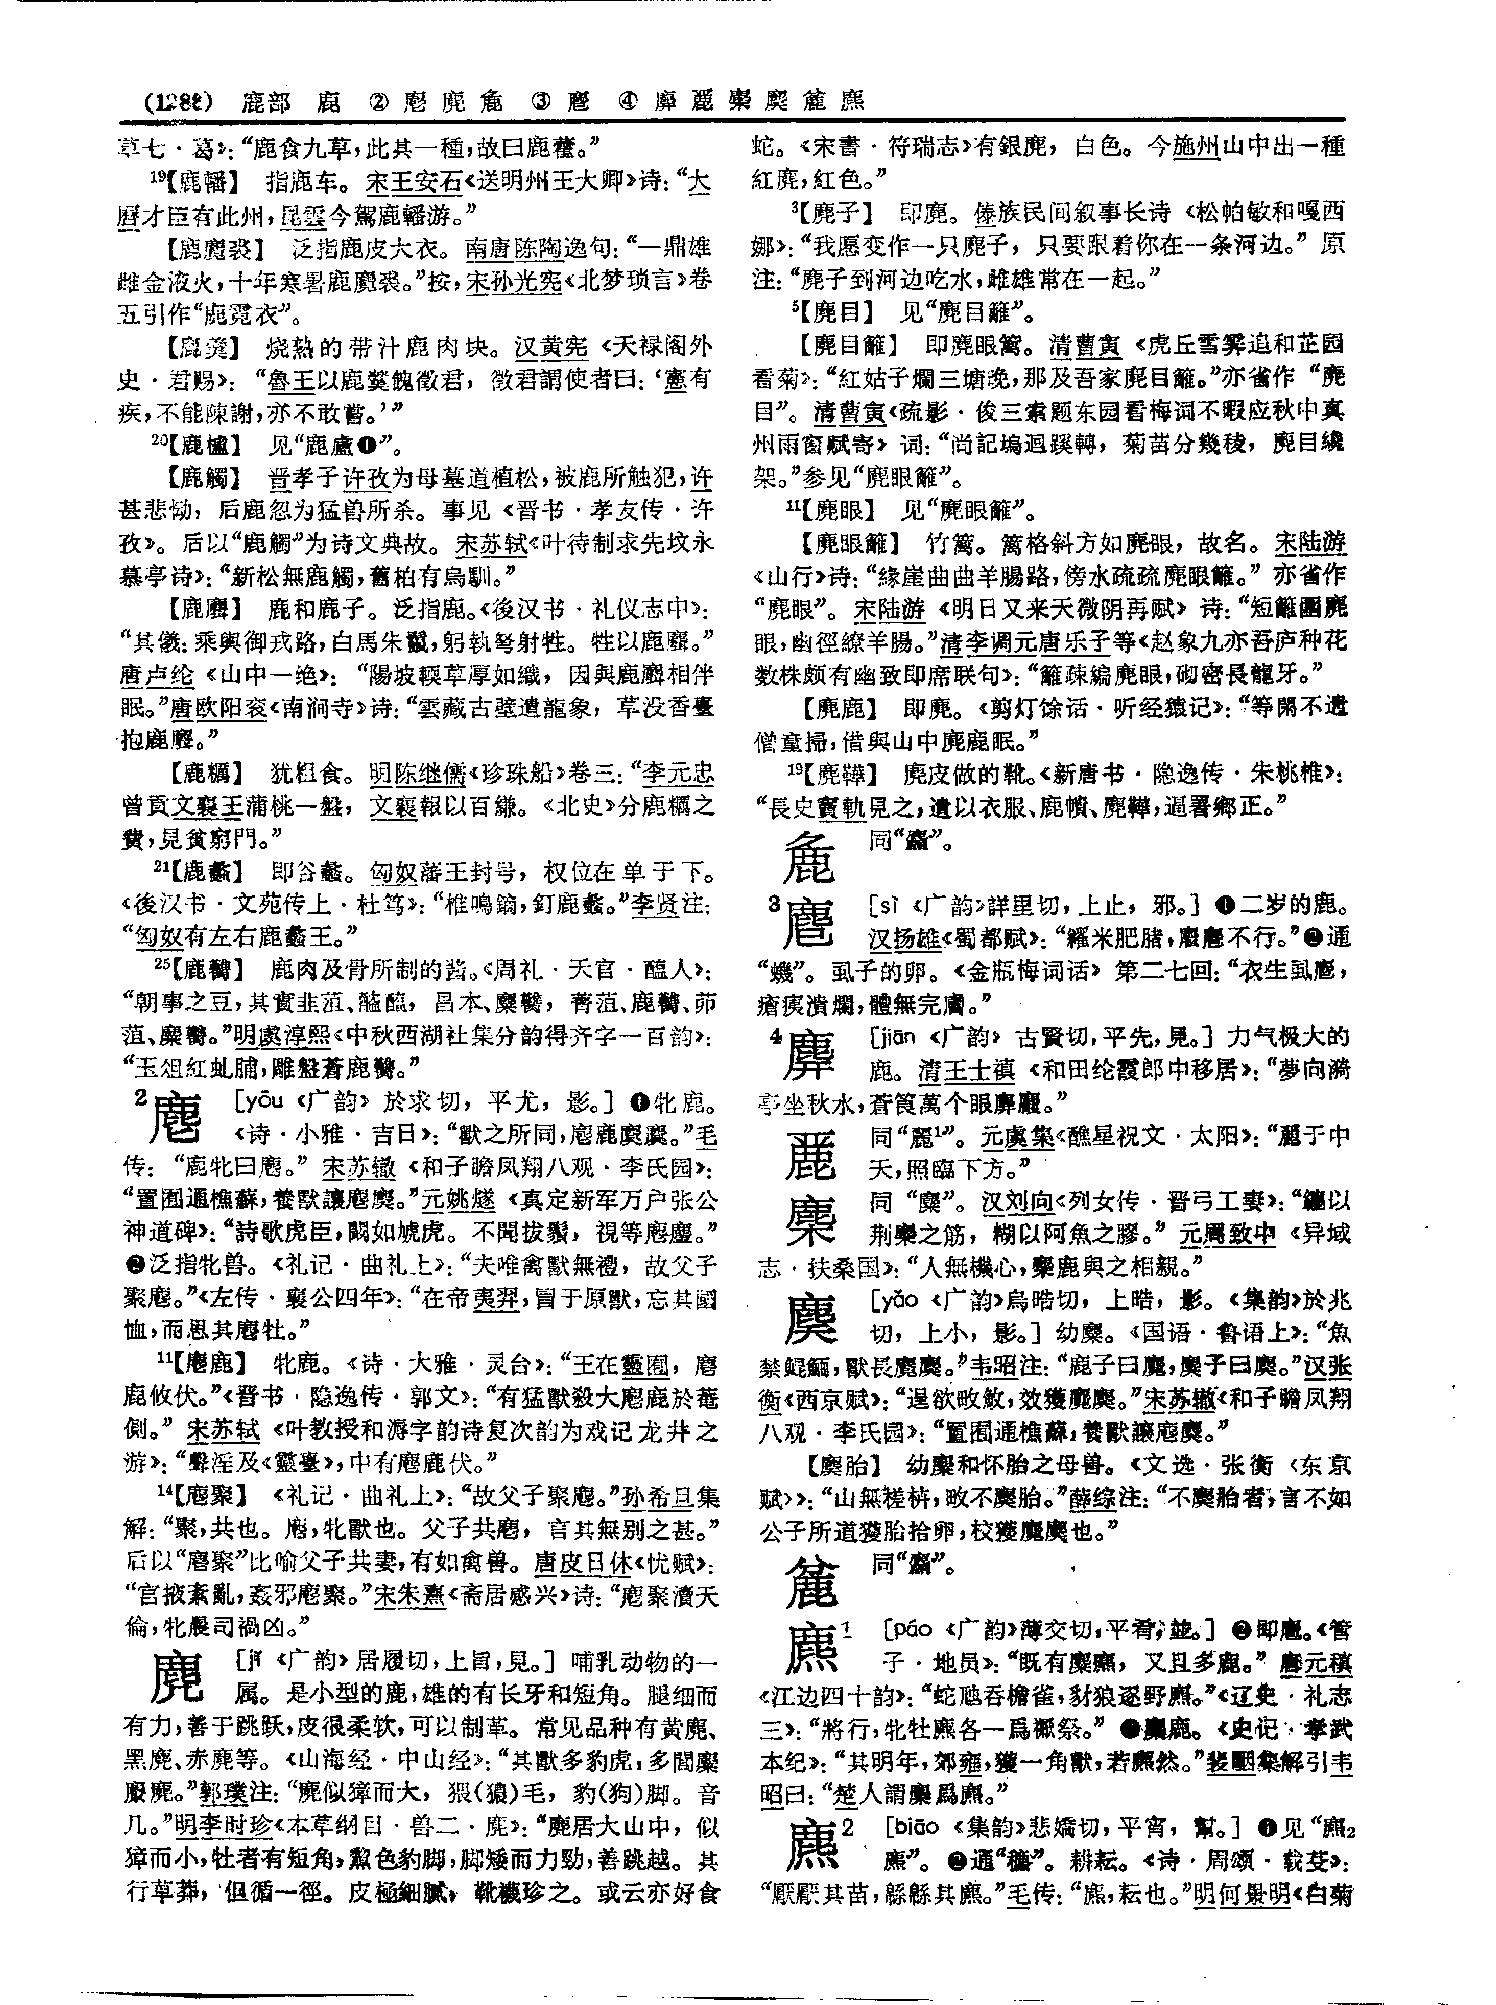 鹿部 鹿 ② 麀 麂 麁 ③ ④
草七·葛》：“鹿食九草，此其一種，故曰鹿藿。”
¹⁹【鹿轓】 指鹿车。宋王安石《送明州王大卿》诗：“大
曆才臣有此州，昆雲今駕鹿轓游。”
【鹿麑裘】 泛指鹿皮大衣。南唐陈陶逸句：“一鼎雄
雌金液火，十年寒暑鹿麑裘。”按，宋孙光宪《北梦琐言》卷
五引作“鹿霓衣”。
【鹿羹】 烧熟的带汁鹿肉块。汉黄宪《天禄阁外
史·君赐》：“魯王以鹿羹餽徵君，徵君謂使者曰：‘憲有
疾，不能陳謝，亦不敢嘗。’”
²⁰【鹿櫨】 见“鹿盧❶”。
【鹿觸】 晋孝子许孜为母墓道植松，被鹿所触犯，许
甚悲恸，后鹿忽为猛兽所杀。事见《晋书·孝友传·许
孜》。后以“鹿觸”为诗文典故。宋苏轼《叶待制求先坟永
慕亭诗》：“新松無鹿觸，舊柏有烏馴。”
【鹿麛】 鹿和鹿子。泛指鹿。《後汉书·礼仪志中》：
“其儀：乘輿御戎路，白馬朱鬣，躬執弩射牲。牲以鹿麛。”
唐卢纶《山中一绝》：“陽坡輭草厚如織，因與鹿麛相伴
眠。”唐欧阳衮《南涧寺》诗：“雲藏古壁遺龍象，草没香臺
抱鹿麛。”
【鹿糲】 犹粗食。明陈继儒《珍珠船》卷三：“李元忠
曾貢文襄王蒲桃一盤，文襄報以百縑。《北史》分鹿糲之
費，見貧窮門。”
²¹【鹿蠡】 即谷蠡。匈奴藩王封号，权位在单于下。
《後汉书·文苑传上·杜笃》：“椎鳴鏑，釘鹿蠡。”李贤注：
“匈奴有左右鹿蠡王。”
²⁵【鹿臡】 鹿肉及骨所制的酱。《周礼·天官·醢人》：
“朝事之豆，其實韭菹、醓醢，昌本、麋臡，菁菹、鹿臡、茆
菹、麋臡。”明虞淳熙《中秋西湖社集分韵得齐字一百韵》：
“玉俎紅虬脯，雕盤蒼鹿臡。”
2 麀 [yōu 《广韵》於求切，平尤，影。] ❶牝鹿。
《诗·小雅·吉日》：“獸之所同，麀鹿麌麌。”毛
传：“鹿牝曰麀。”宋苏辙《和子瞻凤翔八观·李氏园》：
“置囿通樵蘇，養獸讓麀麌。”元姚燧《真定新军万户张公
神道碑》：“詩歌虎臣，闞如虓虎。不聞拔鬚，視等麀麈。”
❷泛指牝兽。《礼记·曲礼上》：“夫唯禽獸無禮，故父子
聚麀。”《左传·襄公四年》：“在帝夷羿，冒于原獸，忘其國
恤，而思其麀牡。”
¹¹【麀鹿】 牝鹿。《诗·大雅·灵台》：“王在靈囿，麀
鹿攸伏。”《晋书·隐逸传·郭文》：“有猛獸殺大麀鹿於菴
側。”宋苏轼《叶教授和溽字韵诗复次韵为戏记龙井之
游》：“聲淫及《靈臺》，中有麀鹿伏。”
¹⁴【麀聚】 《礼记·曲礼上》：“故父子聚麀。”孙希旦集
解：“聚，共也。麀，牝獸也。父子共麀，言其無别之甚。”
后以“麀聚”比喻父子共妻，有如禽兽。唐皮日休《忧赋》：
“宫掖紊亂，姦邪麀聚。”宋朱熹《斋居感兴》诗：“麀聚瀆天
倫，牝晨司禍凶。”
麂 [jǐ 《广韵》居履切，上旨，見。] 哺乳动物的一
属。是小型的鹿，雄的有长牙和短角。腿细而
有力，善于跳跃，皮很柔软，可以制革。常见品种有黄麂、
黑麂、赤麂等。《山海经·中山经》：“其獸多豹虎，多閭麋
麖麂。”郭璞注：“麂似獐而大，猥（㺜）毛，豹（狗）脚。音
几。”明李时珍《本草纲目·兽二·麂》：“麂居大山中，似
獐而小，牡者有短角，黧色豹脚，脚矮而力勁，善跳越。其
行草莽，但循一徑。皮極細膩，靴襪珍之。或云亦好食
蛇。《宋書·符瑞志》有銀麂，白色。今施州山中出一種
紅麂，紅色。”
³【麂子】 即麂。傣族民间叙事长诗《松帕敏和嘎西
娜》：“我愿变作一只麂子，只要跟着你在一条河边。”原
注：“麂子到河边吃水，雌雄常在一起。”
⁵【麂目】 见“麂目籬”。
【麂目籬】 即麂眼篱。清曹寅《虎丘雪霁追和芷园
看菊》：“紅姑子爛三塘晚，那及吾家麂目籬。”亦省作“麂
目”。清曹寅《疏影·俊三索题东园看梅词不暇应秋中真
州雨窗赋寄》词：“尚記塢迴蹊轉，菊苗分幾稜，麂目纔
架。”参见“麂眼籬”。
¹¹【麂眼】 见“麂眼籬”。
【麂眼籬】 竹篱。篱格斜方如麂眼，故名。宋陆游
《山行》诗：“緣崖曲曲羊腸路，傍水疏疏麂眼籬。”亦省作
“麂眼”。宋陆游《明日又来天微阴再赋》诗：“短籬圍麂
眼，幽徑繚羊腸。”清李调元唐乐子等《赵象九亦吾庐种花
数株颇有幽致即席联句》：“籬疎編麂眼，砌密長龍牙。”
【麂鹿】 即麂。《剪灯馀话·听经猿记》：“等閑不遣
僧童掃，借與山中麂鹿眠。”
¹⁹【麂鞾】 麂皮做的靴。《新唐书·隐逸传·朱桃椎》：
“長史竇軌見之，遺以衣服、鹿幘、麂鞾，逼署鄉正。”
麁 同“麤”。
3 [sì 《广韵》詳里切，上止，邪。] ❶二岁的鹿。
汉扬雄《蜀都赋》：“糴米肥腊，不行。”❷通
“蟣”。虱子的卵。《金瓶梅词话》第二七回：“衣生虱，
瘡痍潰爛，體無完膚。”
4 [jiān 《广韵》古賢切，平先，見。] 力气极大的
鹿。清王士禛《和田纶霞郎中移居》：“夢向漪
亭坐秋水，蒼筤萬个眼。”
同“麗¹”。元虞集《醮星祝文·太阳》：“于中
天，照臨下方。”
同“麋”。汉刘向《列女传·晋弓工妻》：“纏以
荆麋之筋，糊以阿魚之膠。”元周致中《异域
志·扶桑国》：“人無機心，麋鹿與之相親。”
[yǎo 《广韵》烏晧切，上晧，影。《集韵》於兆
切，上小，影。] 幼麋。《国语·鲁语上》：“魚
禁鯤鮞，獸長麑䴠。”韦昭注：“鹿子曰麑，麋子曰䴠。”汉张
衡《西京赋》：“逞欲畋㪫，效獲麑䴠。”宋苏辙《和子瞻凤翔
八观·李氏园》：“置囿通樵蘇，養獸讓麀䴠。”
【䴠胎】 幼麋和怀胎之母兽。《文选·张衡〈东京
赋〉》：“山無槎枿，畋不䴠胎。”薛综注：“不䴠胎者，言不如
公子所道獲胎拾卵，校獲麑䴠也。”
同“麤”。
麃¹ [páo 《广韵》薄交切，平肴，並。] 即麅。《管
子·地员》：“既有麋麃，又且多鹿。”唐元稹
《江边四十韵》：“蛇虺吞檐雀，豺狼逐野麃。”《辽史·礼志
三》：“將行，牝牡麃各一爲禡祭。” 《史记·孝武
本纪》：“其明年，郊雍，獲一角獸，若麃然。”裴駰集解引韦
昭曰：“楚人謂麋爲麃。”
麃² [biāo 《集韵》悲嬌切，平宵，幫。] ❶见“麃₂
麃”。❷通“穮”。耕耘。《诗·周颂·载芟》：
“厭厭其苗，緜緜其麃。”毛传：“麃，耘也。”明何景明《白菊